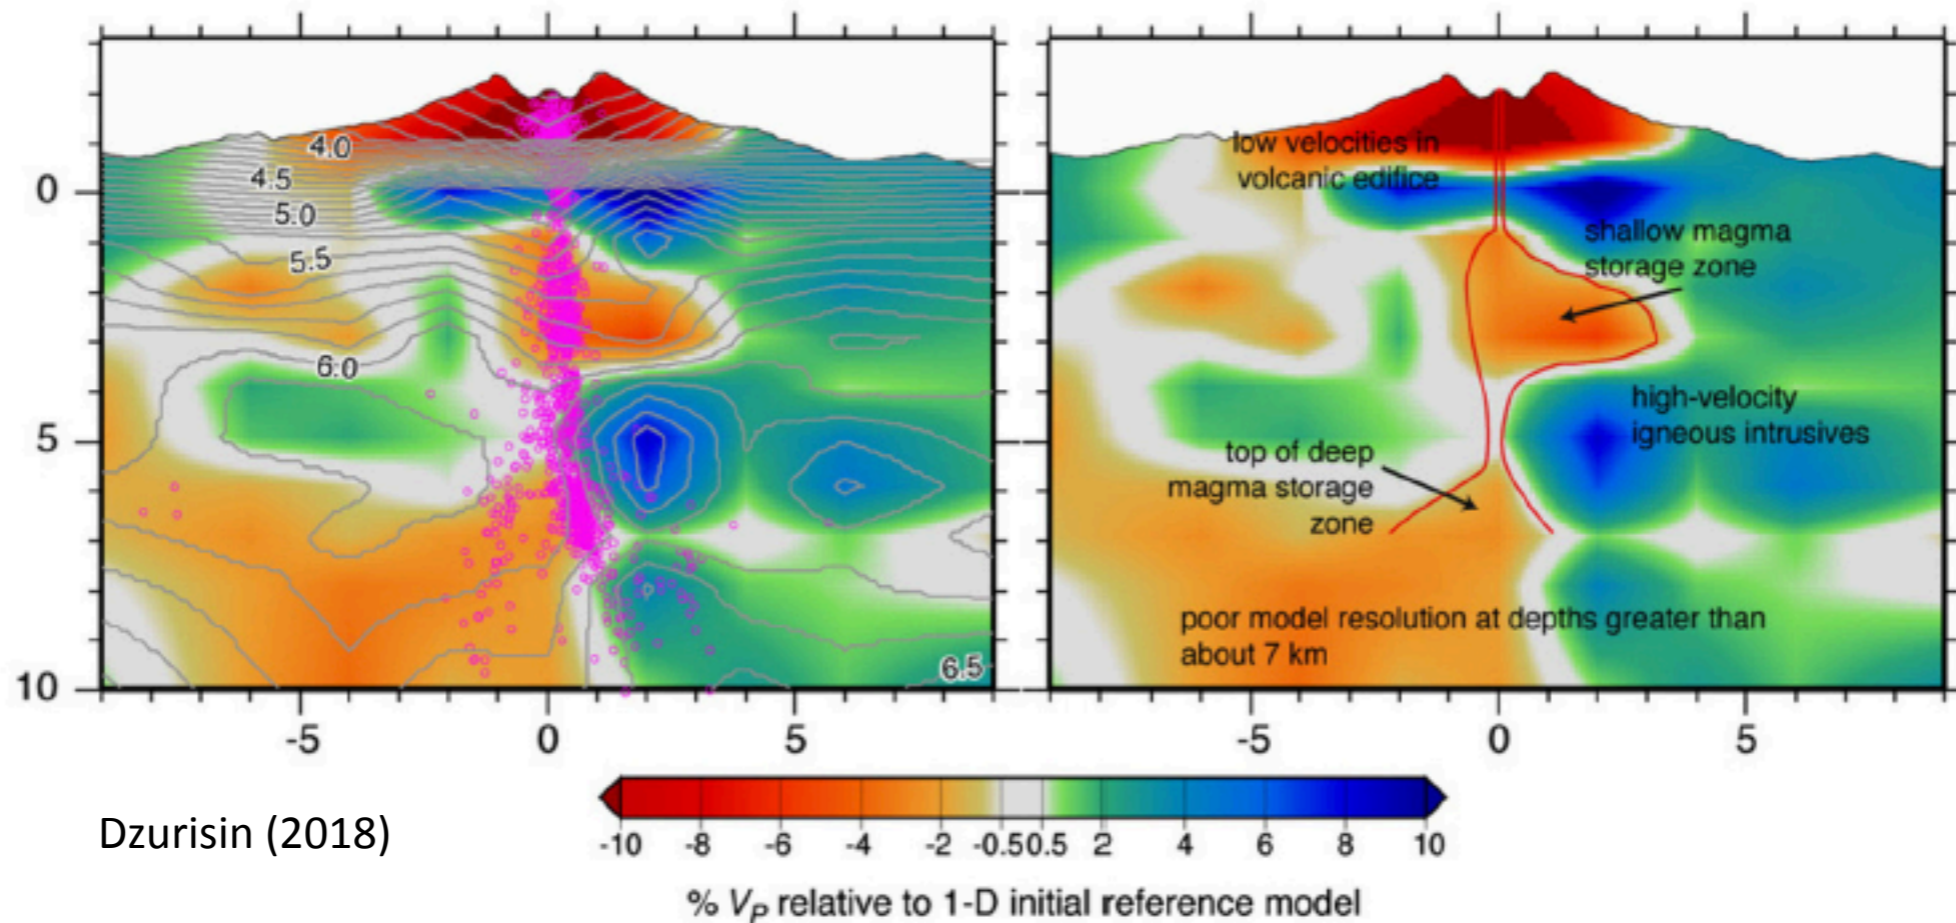 4.0
4.5
5.0
5.5
6.0
6.5
0
5
10
-5 0 5
low velocities in
volcanic edifice
shallow magma
storage zone
high-velocity
igneous intrusives
top of deep
magma storage
zone
poor model resolution at depths greater than
about 7 km
-5 0 5
Dzurisin (2018)
-10 -8 -6 -4 -2 -0.5 0.5 2 4 6 8 10
% VP relative to 1-D initial reference model